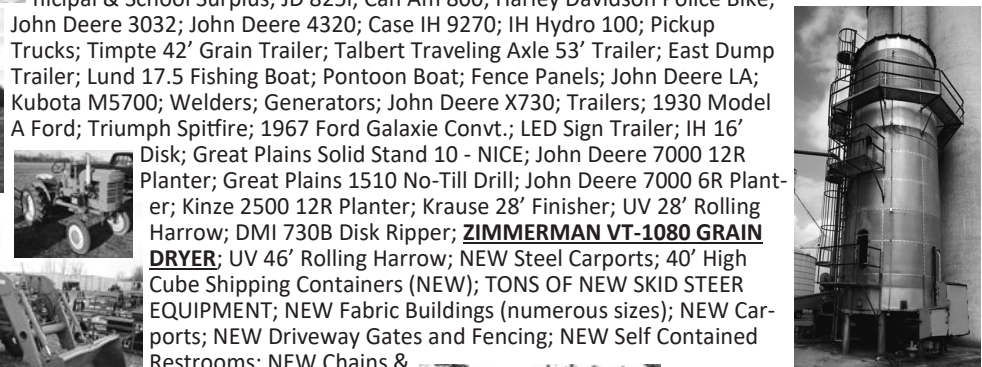 nicipal & School Surplus; JD 825i; Can Am 800; Harley Davidson Police Bike;
John Deere 3032; John Deere 4320; Case IH 9270; IH Hydro 100; Pickup
Trucks; Timpte 42’ Grain Trailer; Talbert Traveling Axle 53’ Trailer; East Dump
Trailer; Lund 17.5 Fishing Boat; Pontoon Boat; Fence Panels; John Deere LA;
Kubota M5700; Welders; Generators; John Deere X730; Trailers; 1930 Model
A Ford; Triumph Spitfire; 1967 Ford Galaxie Convt.; LED Sign Trailer; IH 16’
Disk; Great Plains Solid Stand 10 - NICE; John Deere 7000 12R
Planter; Great Plains 1510 No-Till Drill; John Deere 7000 6R Plant-
er; Kinze 2500 12R Planter; Krause 28’ Finisher; UV 28’ Rolling
Harrow; DMI 730B Disk Ripper; ZIMMERMAN VT-1080 GRAIN
DRYER; UV 46’ Rolling Harrow; NEW Steel Carports; 40’ High
Cube Shipping Containers (NEW); TONS OF NEW SKID STEER
EQUIPMENT; NEW Fabric Buildings (numerous sizes); NEW Car-
ports; NEW Driveway Gates and Fencing; NEW Self Contained
Restrooms; NEW Chains &